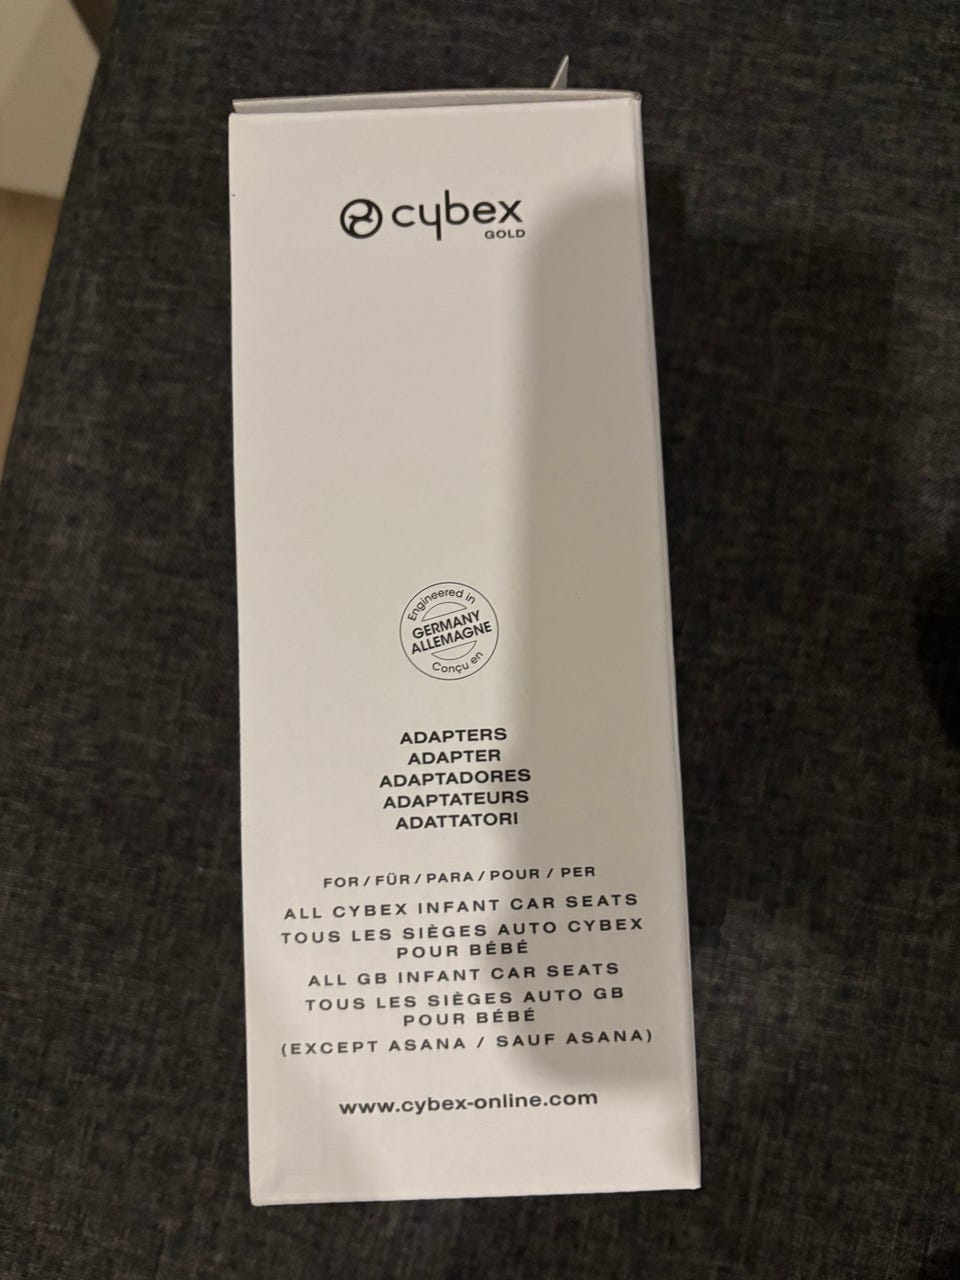 cybex
GOLD
Engineered in
GERMANY
ALLEMAGNE
Conçu en
ADAPTERS
ADAPTER
ADAPTADORES
ADAPTATEURS
ADATTATORI
FOR / FÜR / PARA / POUR / PER
ALL CYBEX INFANT CAR SEATS
TOUS LES SIÈGES AUTO CYBEX
POUR BÉBÉ
ALL GB INFANT CAR SEATS
TOUS LES SIÈGES AUTO GB
POUR BÉBÉ
(EXCEPT ASANA / SAUF ASANA)
www.cybex-online.com